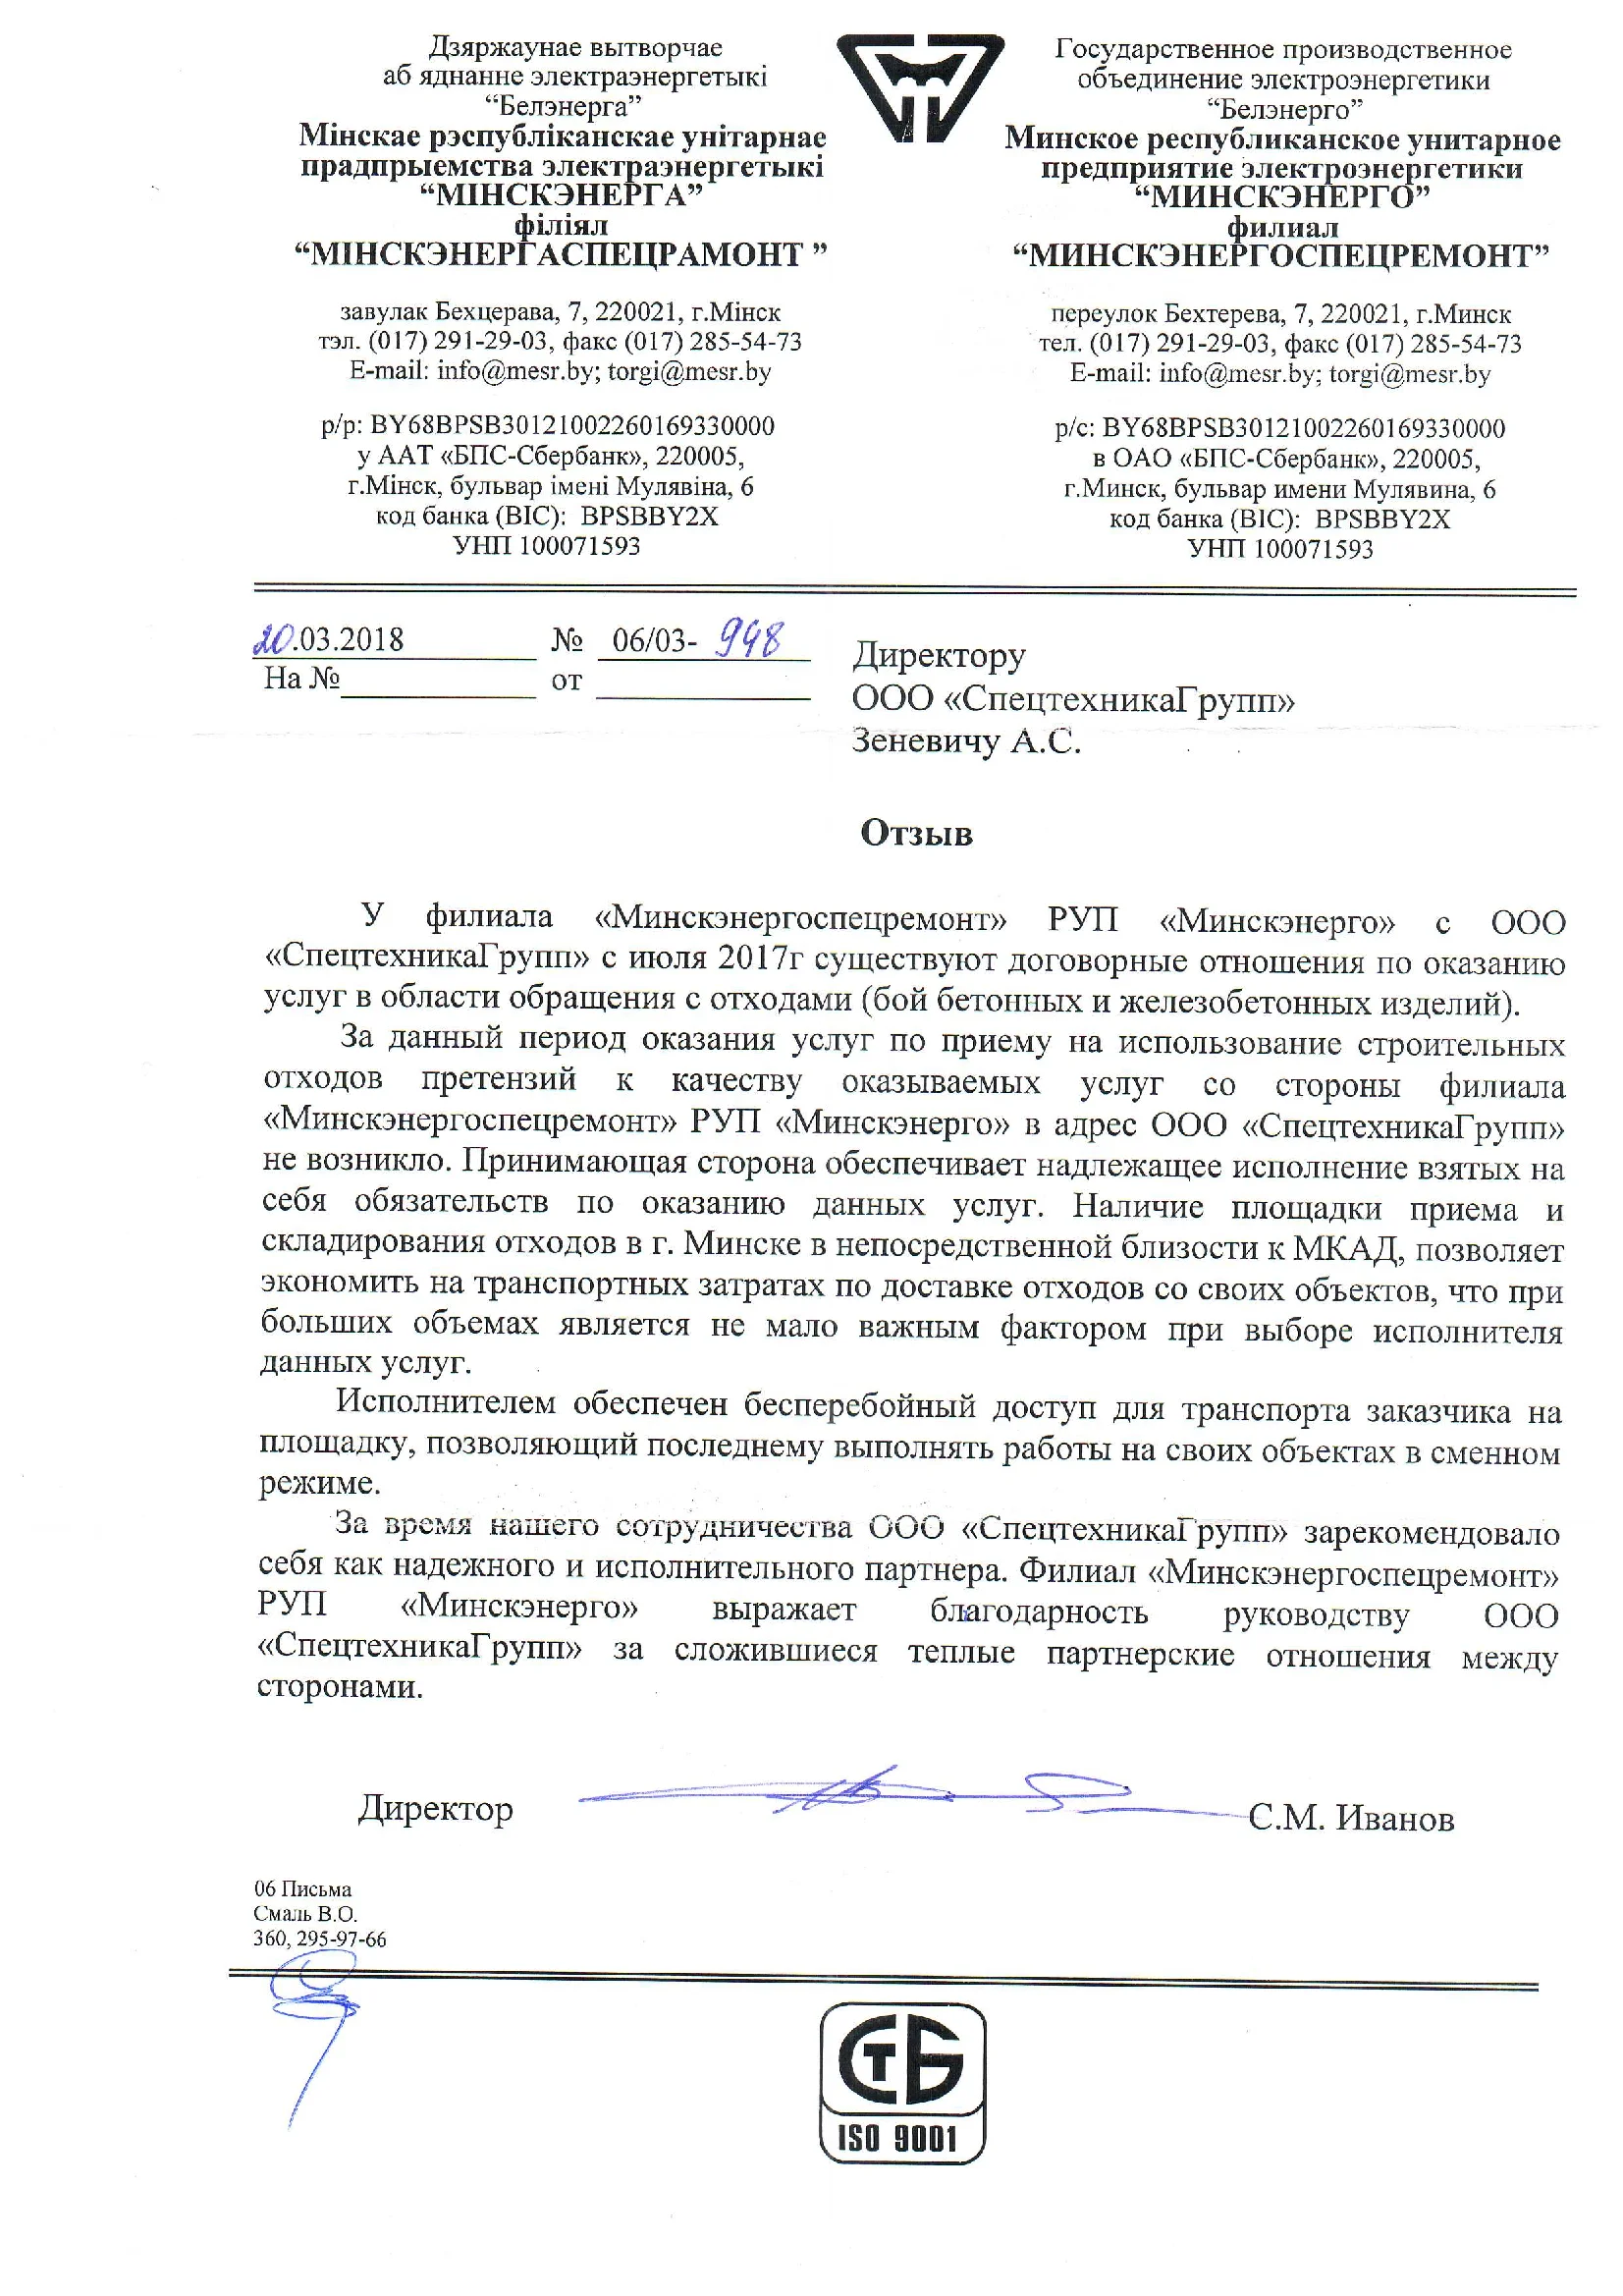 Дзяржаунае вытворчае
аб яднанне электраэнергетыкі
“Белэнерга”
Мінскае рэспубліканскае унітарнае
прадпрыемства электраэнергетыкі
“МІНСКЭНЕРГА”
філіял
“МІНСКЭНЕРГАСПЕЦРАМОНТ ”
завулак Бехцерава, 7, 220021, г.Мінск
тэл. (017) 291-29-03, факс (017) 285-54-73
E-mail: info@mesr.by; torgi@mesr.by
р/р: BY68BPSB30121002260169330000
у ААТ «БПС-Сбербанк», 220005,
г.Мінск, бульвар імені Мулявіна, 6
код банка (BIC): BPSBBY2X
УНП 100071593
Государственное производственное
объединение электроэнергетики
“Белэнерго”
Минское республиканское унитарное
предприятие электроэнергетики
“МИНСКЭНЕРГО”
филиал
“МИНСКЭНЕРГОСПЕЦРЕМОНТ”
переулок Бехтерева, 7, 220021, г.Минск
тел. (017) 291-29-03, факс (017) 285-54-73
E-mail: info@mesr.by; torgi@mesr.by
р/с: BY68BPSB30121002260169330000
в ОАО «БПС-Сбербанк», 220005,
г.Минск, бульвар имени Мулявина, 6
код банка (BIC): BPSBBY2X
УНП 100071593
20.03.2018 № 06/03- 948
На № от
Директору
ООО «СпецтехникаГрупп»
Зеневичу А.С.
Отзыв
У филиала «Минскэнергоспецремонт» РУП «Минскэнерго» с ООО
«СпецтехникаГрупп» с июля 2017г существуют договорные отношения по оказанию
услуг в области обращения с отходами (бой бетонных и железобетонных изделий).
За данный период оказания услуг по приему на использование строительных
отходов претензий к качеству оказываемых услуг со стороны филиала
«Минскэнергоспецремонт» РУП «Минскэнерго» в адрес ООО «СпецтехникаГрупп»
не возникло. Принимающая сторона обеспечивает надлежащее исполнение взятых на
себя обязательств по оказанию данных услуг. Наличие площадки приема и
складирования отходов в г. Минске в непосредственной близости к МКАД, позволяет
экономить на транспортных затратах по доставке отходов со своих объектов, что при
больших объемах является не мало важным фактором при выборе исполнителя
данных услуг.
Исполнителем обеспечен бесперебойный доступ для транспорта заказчика на
площадку, позволяющий последнему выполнять работы на своих объектах в сменном
режиме.
За время нашего сотрудничества ООО «СпецтехникаГрупп» зарекомендовало
себя как надежного и исполнительного партнера. Филиал «Минскэнергоспецремонт»
РУП «Минскэнерго» выражает благодарность руководству ООО
«СпецтехникаГрупп» за сложившиеся теплые партнерские отношения между
сторонами.
Директор С.М. Иванов
06 Письма
Смаль В.О.
360, 295-97-66
СТБ
ISO 9001